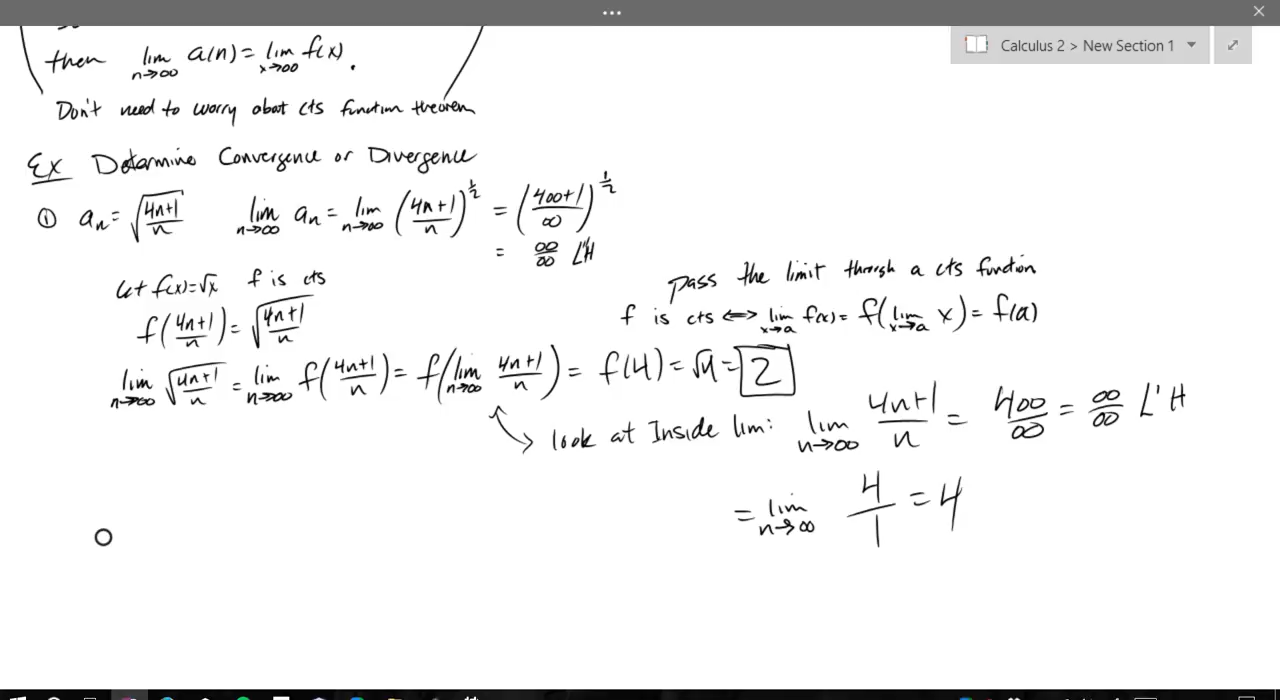 then lim n→∞ a(n) = lim x→∞ f(x).
Calculus 2 > New Section 1
Don't need to worry about cts function theorem
Ex Determine Convergence or Divergence
① aₙ = √((4n+1)/n) lim n→∞ aₙ = lim n→∞ ((4n+1)/n)^(1/2) = ((4∞+1)/∞)^(1/2)
= ∞/∞ L'H
Let f(x)=√x f is cts
pass the limit through a cts function
f((4n+1)/n) = √((4n+1)/n)
f is cts ⟺ lim x→a f(x) = f(lim x→a x) = f(a)
lim n→∞ √((4n+1)/n) = lim n→∞ f((4n+1)/n) = f(lim n→∞ (4n+1)/n) = f(4) = √4 = 2
look at Inside lim: lim n→∞ (4n+1)/n = 4∞/∞ = ∞/∞ L'H
= lim n→∞ 4/1 = 4